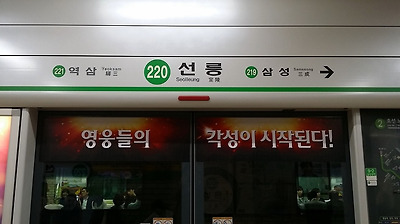 221 역삼 Yeoksam 驛三
220 선릉 Seolleung 宣陵
219 삼성 Samseong 三成 →
영웅들의 각성이 시작된다!
2